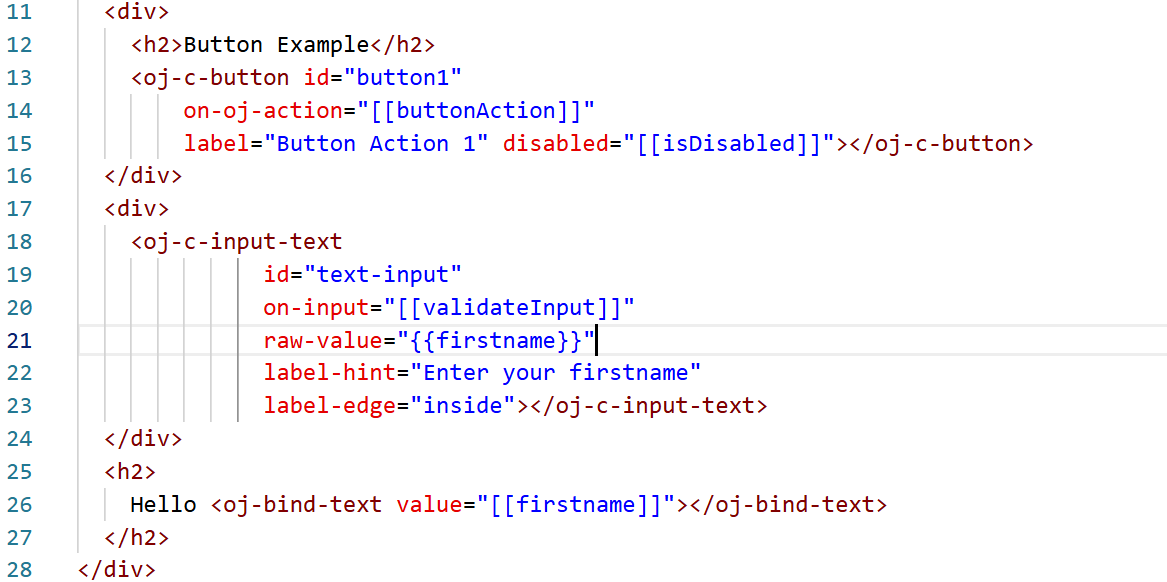 11 <div>
12 <h2>Button Example</h2>
13 <oj-c-button id="button1"
14 on-oj-action="[[buttonAction]]"
15 label="Button Action 1" disabled="[[isDisabled]]"></oj-c-button>
16 </div>
17 <div>
18 <oj-c-input-text
19 id="text-input"
20 on-input="[[validateInput]]"
21 raw-value="{{firstname}}"
22 label-hint="Enter your firstname"
23 label-edge="inside"></oj-c-input-text>
24 </div>
25 <h2>
26 Hello <oj-bind-text value="[[firstname]]"></oj-bind-text>
27 </h2>
28 </div>